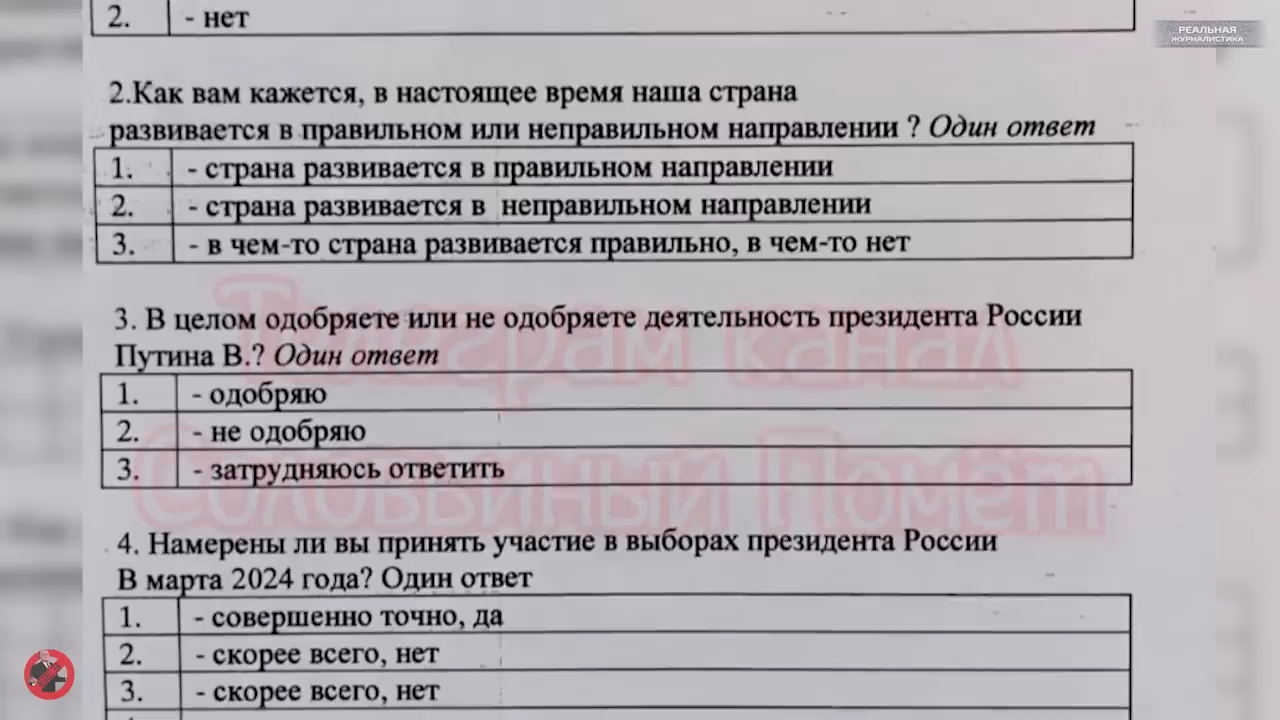 2. - нет
РЕАЛЬНАЯ
ЖУРНАЛИСТИКА
2.Как вам кажется, в настоящее время наша страна
развивается в правильном или неправильном направлении ? Один ответ
1. - страна развивается в правильном направлении
2. - страна развивается в неправильном направлении
3. - в чем-то страна развивается правильно, в чем-то нет
Телеграм канал
3. В целом одобряете или не одобряете деятельность президента России
Путина В.? Один ответ
1. - одобряю
2. - не одобряю
3. - затрудняюсь ответить
Соловьиный Помёт
4. Намерены ли вы принять участие в выборах президента России
В марта 2024 года? Один ответ
1. - совершенно точно, да
2. - скорее всего, нет
3. - скорее всего, нет